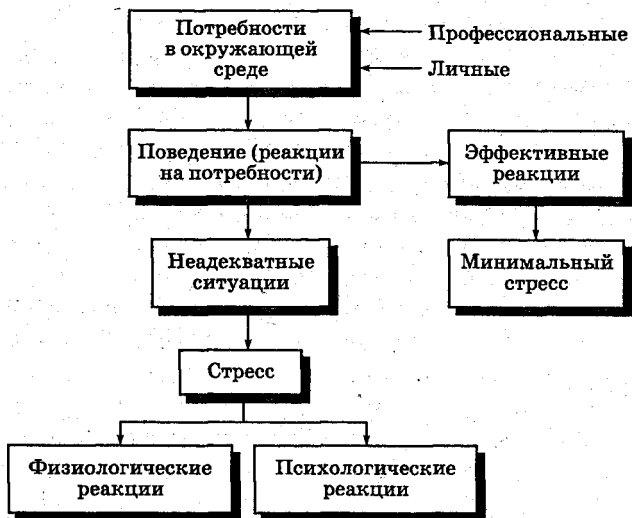 Потребности
в окружающей
среде
Профессиональные
Личные
Поведение (реакции
на потребности)
Эффективные
реакции
Неадекватные
ситуации
Минимальный
стресс
Стресс
Физиологические
реакции
Психологические
реакции